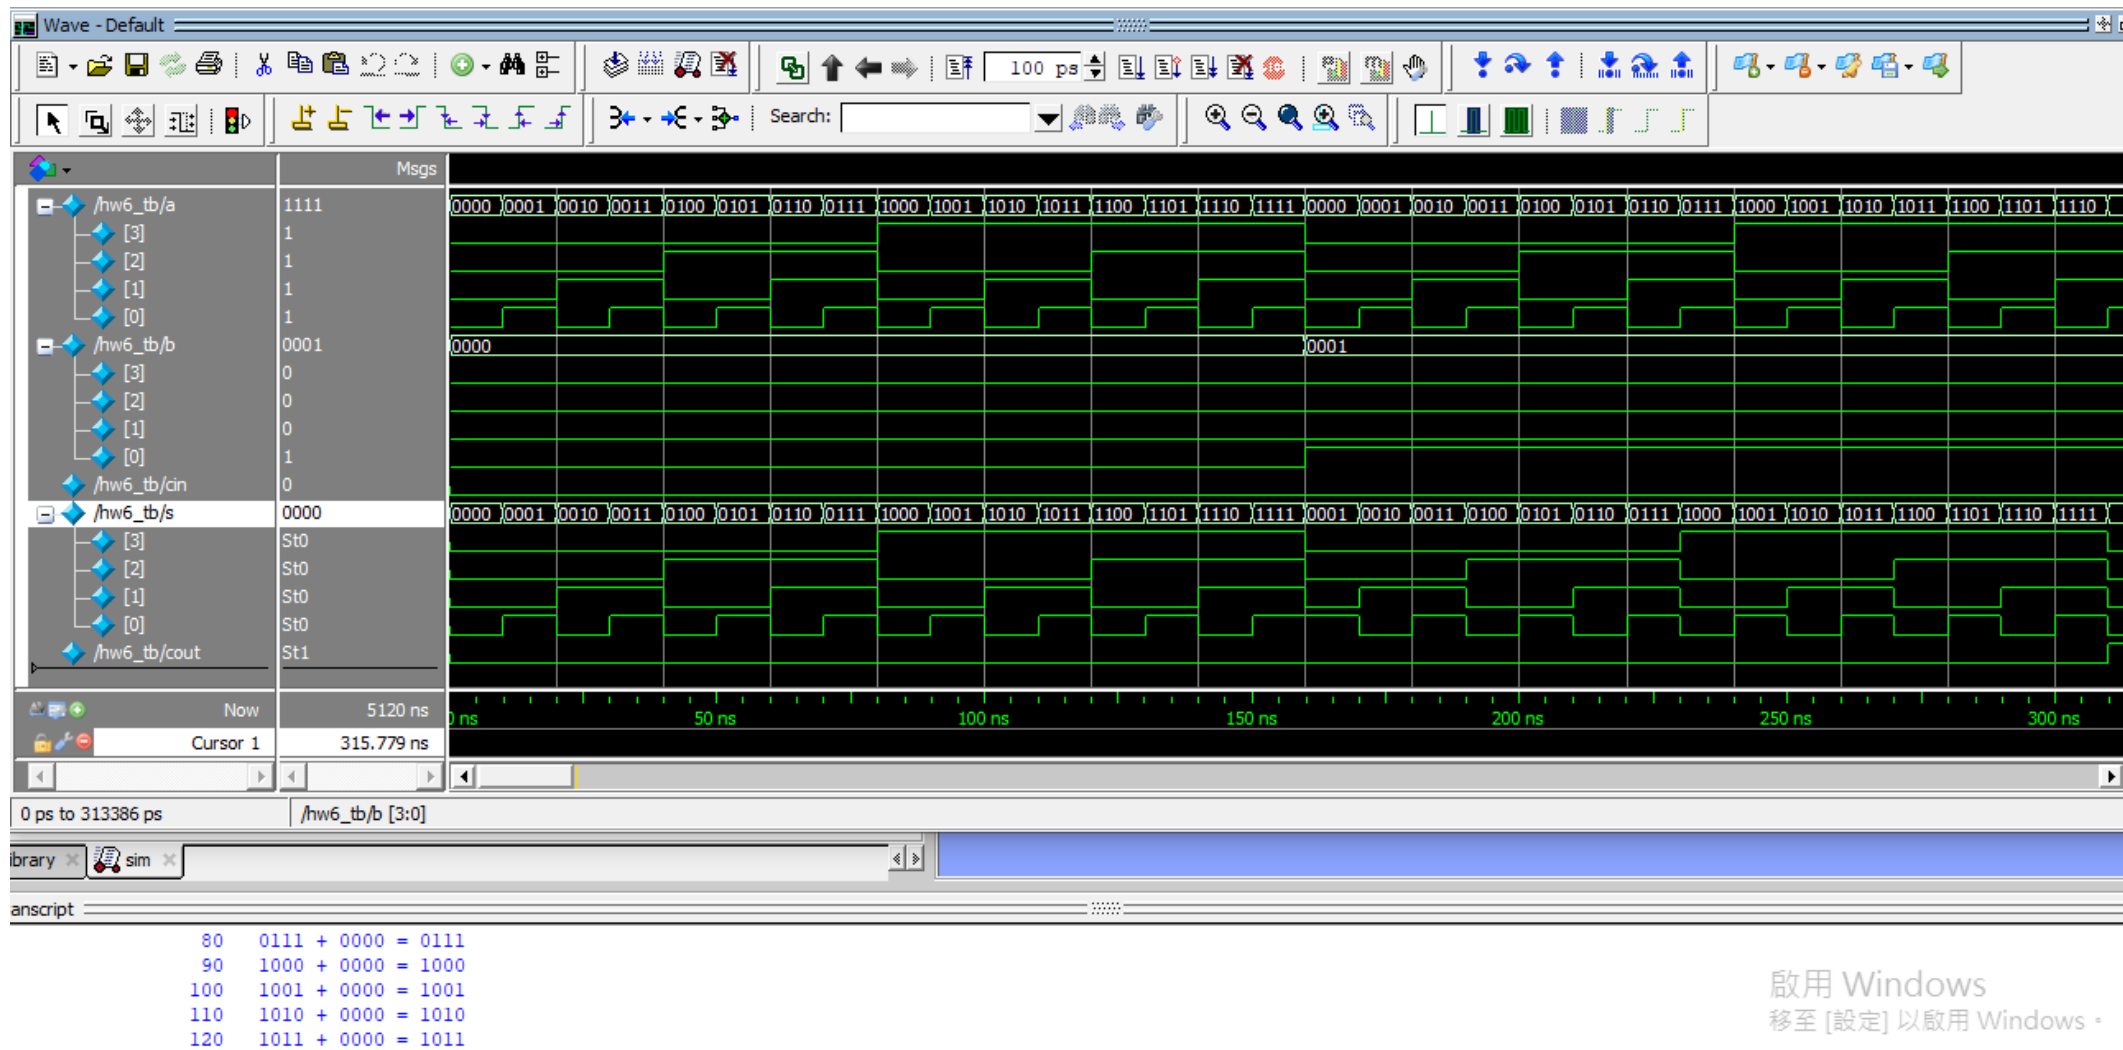 Wave - Default
100 ps
Search:
Msgs
/hw6_tb/a 1111 0000 0001 0010 0011 0100 0101 0110 0111 1000 1001 1010 1011 1100 1101 1110 1111 0000 0001 0010 0011 0100 0101 0110 0111 1000 1001 1010 1011 1100 1101 1110
[3] 1
[2] 1
[1] 1
[0] 1
/hw6_tb/b 0001 0000 0001
[3] 0
[2] 0
[1] 0
[0] 1
/hw6_tb/cin 0
/hw6_tb/s 0000 0000 0001 0010 0011 0100 0101 0110 0111 1000 1001 1010 1011 1100 1101 1110 1111 0001 0010 0011 0100 0101 0110 0111 1000 1001 1010 1011 1100 1101 1110 1111
[3] St0
[2] St0
[1] St0
[0] St0
/hw6_tb/cout St1
Now 5120 ns 0 ns 50 ns 100 ns 150 ns 200 ns 250 ns 300 ns
Cursor 1 315.779 ns
0 ps to 313386 ps /hw6_tb/b [3:0]
ibrary sim
anscript
80 0111 + 0000 = 0111
90 1000 + 0000 = 1000
100 1001 + 0000 = 1001
110 1010 + 0000 = 1010
120 1011 + 0000 = 1011
啟用 Windows
移至 [設定] 以啟用 Windows。